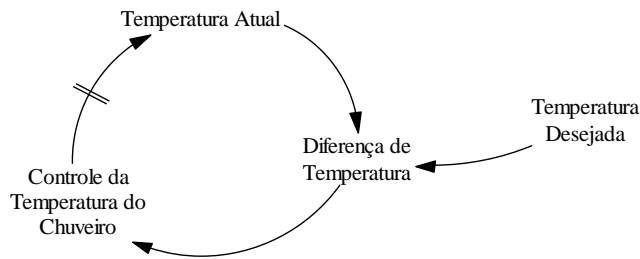 Temperatura Atual
Temperatura
Desejada
Diferença de
Temperatura
Controle da
Temperatura do
Chuveiro